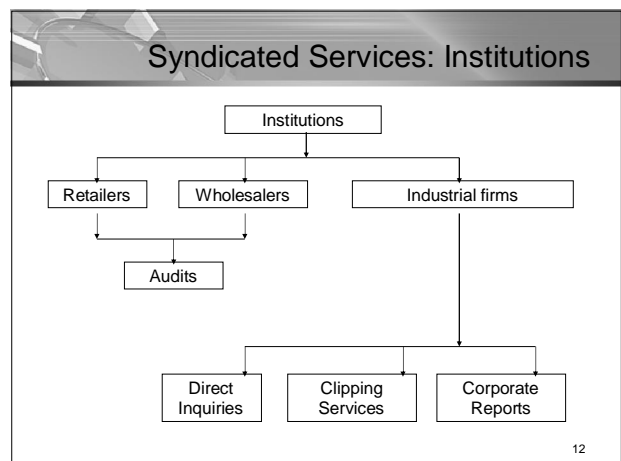 Syndicated Services: Institutions
Institutions
Retailers
Wholesalers
Industrial firms
Audits
Direct
Inquiries
Clipping
Services
Corporate
Reports
12